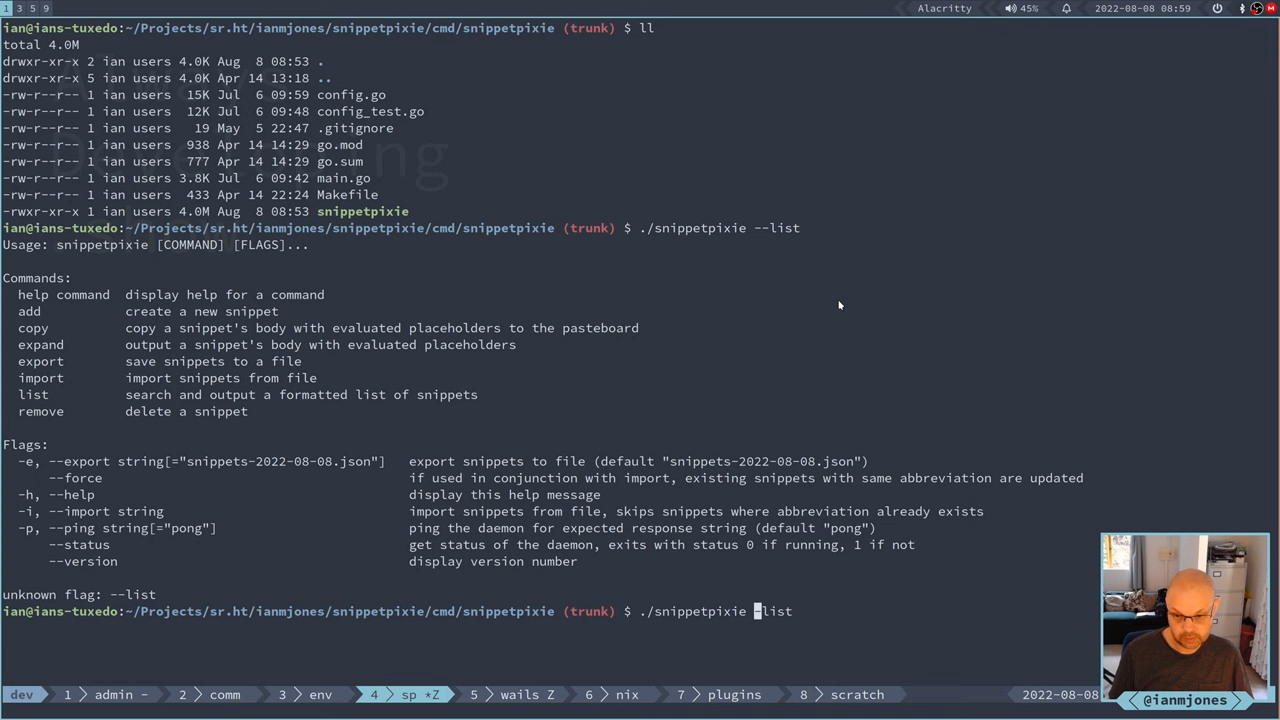 1 3 5 9 Alacritty 45% 2022-08-08 08:59
ian@ians-tuxedo:~/Projects/sr.ht/ianmjones/snippetpixie/cmd/snippetpixie (trunk) $ ll
total 4.0M
drwxr-xr-x 2 ian users 4.0K Aug  8 08:53 .
drwxr-xr-x 5 ian users 4.0K Apr 14 13:18 ..
-rw-r--r-- 1 ian users  15K Jul  6 09:59 config.go
-rw-r--r-- 1 ian users  12K Jul  6 09:48 config_test.go
-rw-r--r-- 1 ian users   19 May  5 22:47 .gitignore
-rw-r--r-- 1 ian users  938 Apr 14 14:29 go.mod
-rw-r--r-- 1 ian users  777 Apr 14 14:29 go.sum
-rw-r--r-- 1 ian users 3.8K Jul  6 09:42 main.go
-rw-r--r-- 1 ian users  433 Apr 14 22:24 Makefile
-rwxr-xr-x 1 ian users 4.0M Aug  8 08:53 snippetpixie
ian@ians-tuxedo:~/Projects/sr.ht/ianmjones/snippetpixie/cmd/snippetpixie (trunk) $ ./snippetpixie --list
Usage: snippetpixie [COMMAND] [FLAGS]...
Commands:
  help command  display help for a command
  add           create a new snippet
  copy          copy a snippet's body with evaluated placeholders to the pasteboard
  expand        output a snippet's body with evaluated placeholders
  export        save snippets to a file
  import        import snippets from file
  list          search and output a formatted list of snippets
  remove        delete a snippet
Flags:
  -e, --export string[="snippets-2022-08-08.json"]   export snippets to file (default "snippets-2022-08-08.json")
      --force                                        if used in conjunction with import, existing snippets with same abbreviation are updated
  -h, --help                                         display this help message
  -i, --import string                                import snippets from file, skips snippets where abbreviation already exists
  -p, --ping string[="pong"]                         ping the daemon for expected response string (default "pong")
      --status                                       get status of the daemon, exits with status 0 if running, 1 if not
      --version                                      display version number
unknown flag: --list
ian@ians-tuxedo:~/Projects/sr.ht/ianmjones/snippetpixie/cmd/snippetpixie (trunk) $ ./snippetpixie -list
dev 1 admin - 2 comm 3 env 4 sp *Z 5 wails Z 6 nix 7 plugins 8 scratch 2022-08-08
@ianmjones